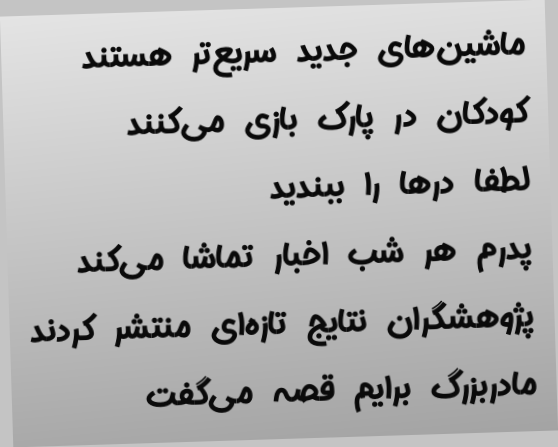 ماشین‌های جدید سریع‌تر هستند
کودکان در پارک بازی می‌کنند
لطفا درها را ببندید
پدرم هر شب اخبار تماشا می‌کند
پژوهشگران نتایج تازه‌ای منتشر کردند
مادربزرگ برایم قصه می‌گفت